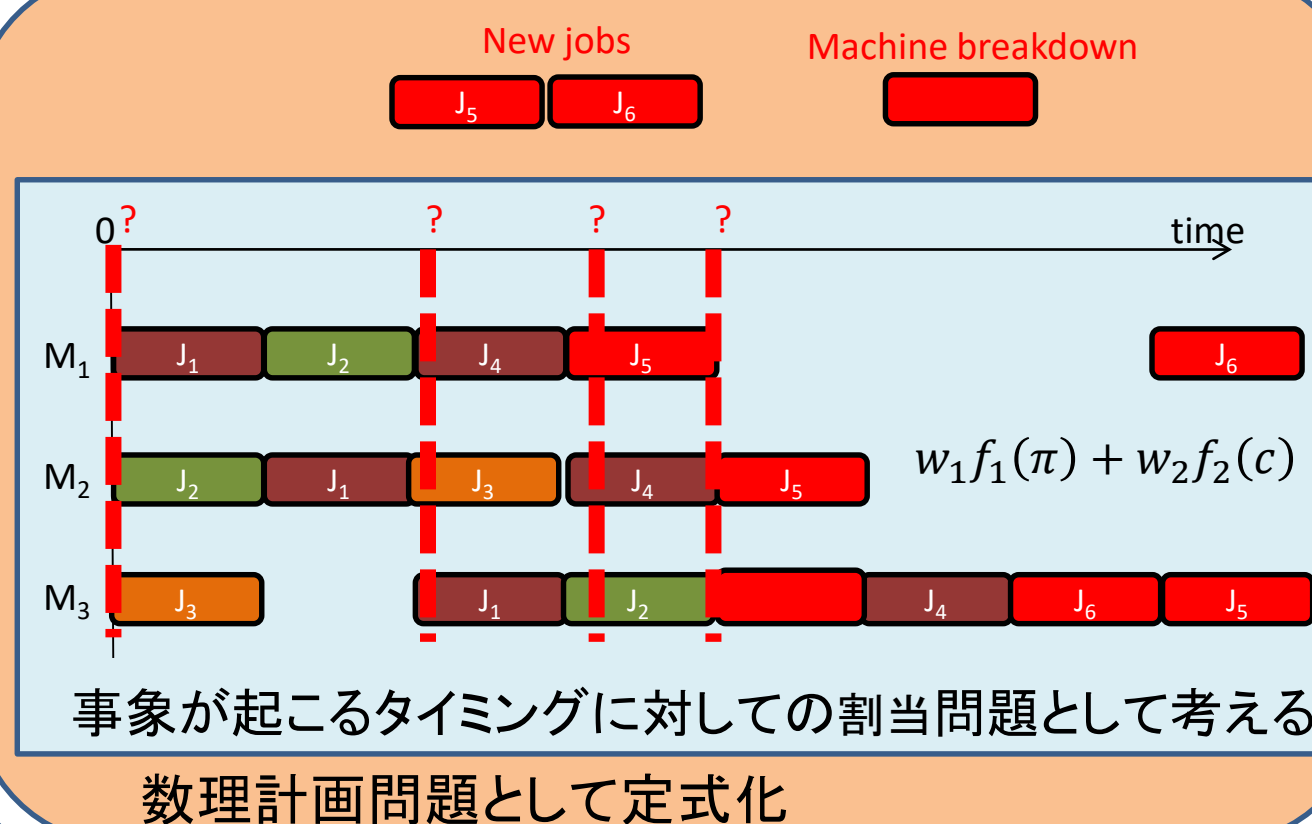 New jobs
Machine breakdown
J₅ J₆
0 ? ? ? ? time
M₁ J₁ J₂ J₄ J₅ J₆
M₂ J₂ J₁ J₃ J₄ J₅
w₁f₁(π) + w₂f₂(c)
M₃ J₃ J₁ J₂ J₄ J₆ J₅
事象が起こるタイミングに対しての割当問題として考える
数理計画問題として定式化